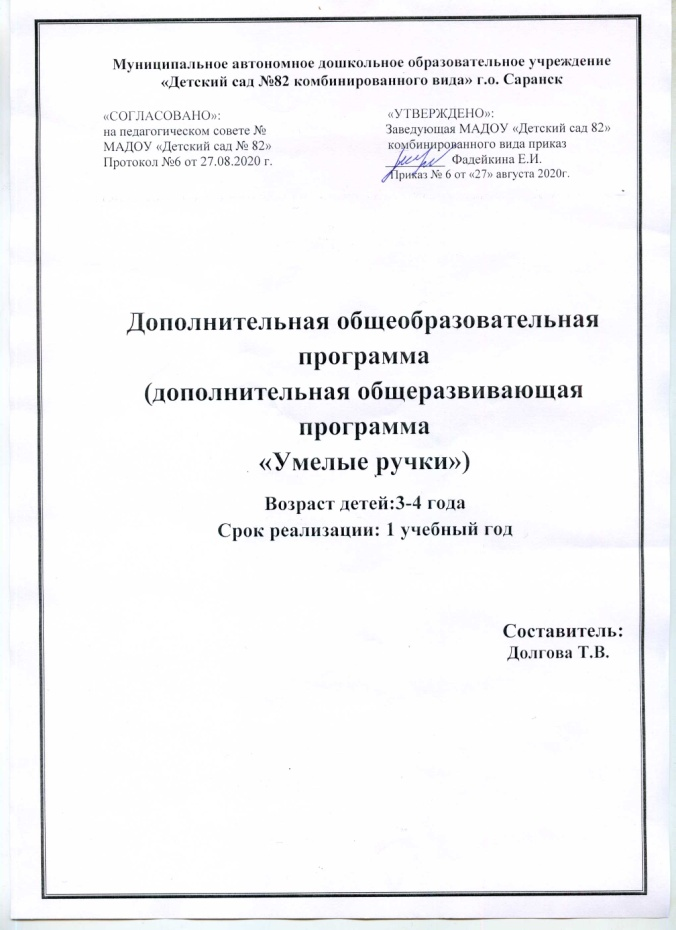 Муниципальное автономное дошкольное образовательное учреждение
«Детский сад №82 комбинированного вида» г.о. Саранск
«СОГЛАСОВАНО»:
на педагогическом совете №
МАДОУ «Детский сад № 82»
Протокол №6 от 27.08.2020 г.
«УТВЕРЖДЕНО»:
Заведующая МАДОУ «Детский сад 82»
комбинированного вида приказ
Фадейкина Е.И.
Приказ № 6 от «27» августа 2020г.
Дополнительная общеобразовательная
программа
(дополнительная общеразвивающая
программа
«Умелые ручки»)
Возраст детей:3-4 года
Срок реализации: 1 учебный год
Составитель:
Долгова Т.В.